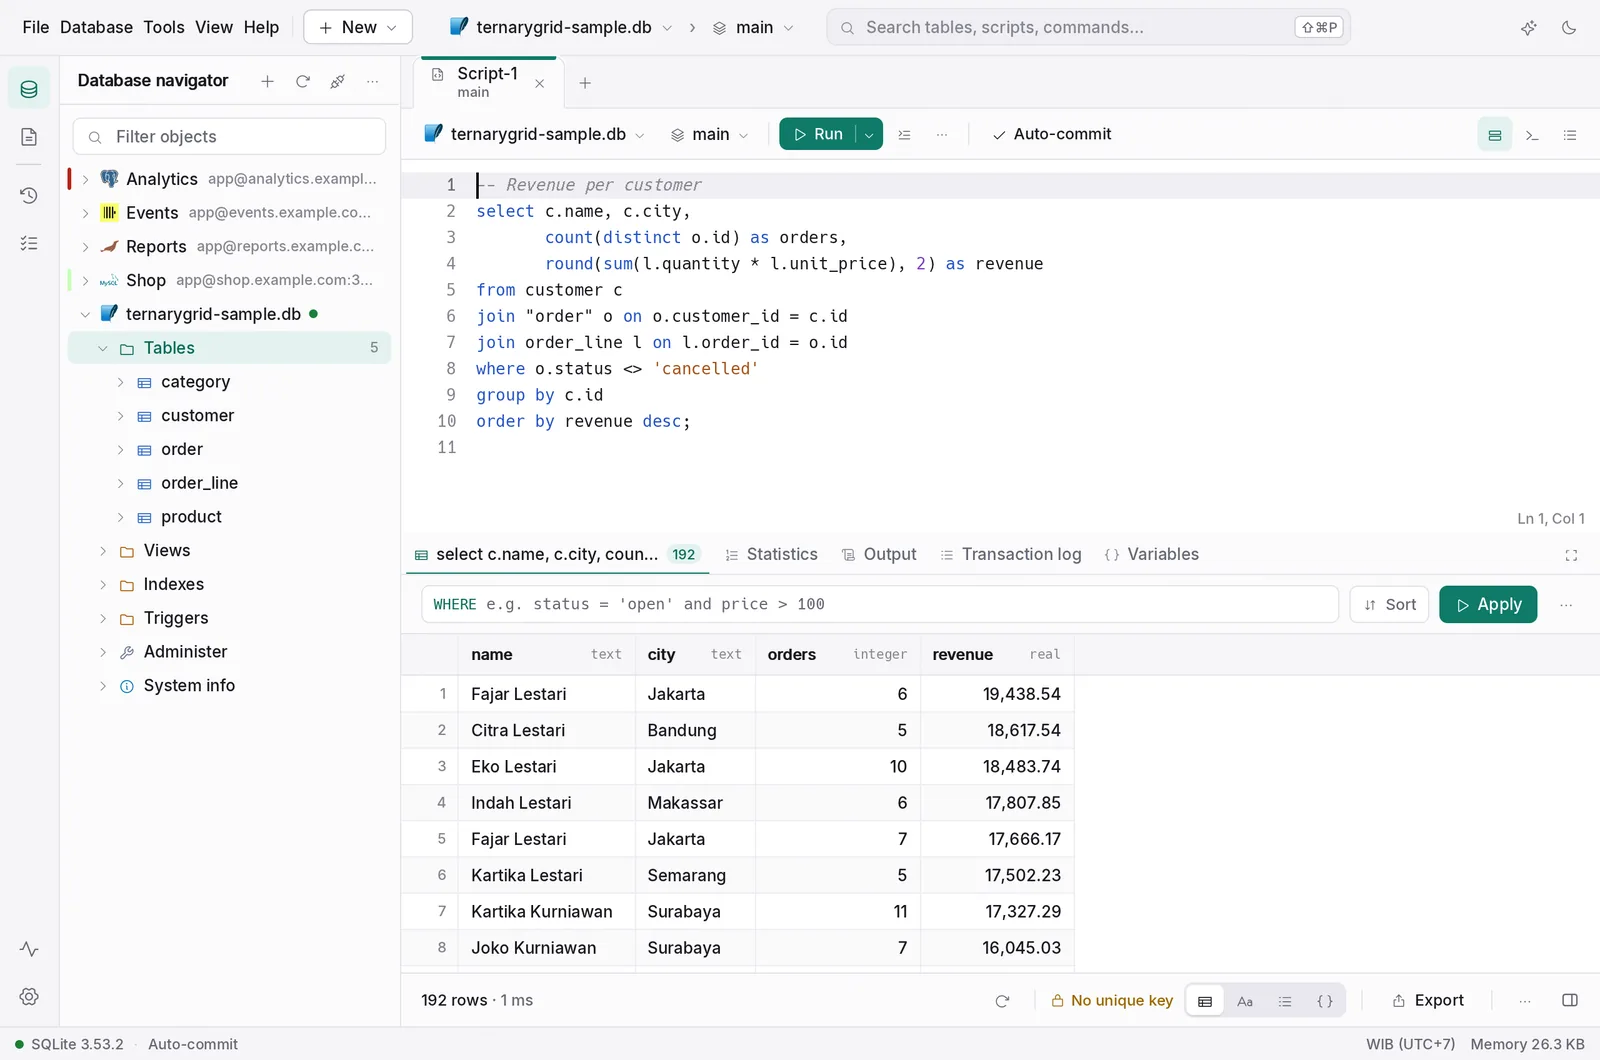 File Database Tools View Help
New
ternarygrid-sample.db
main
Search tables, scripts, commands...
⇧⌘P
Database navigator
Filter objects
Analytics app@analytics.exampl...
Events app@events.example.co...
Reports app@reports.example.c...
MySQL Shop app@shop.example.com:3...
ternarygrid-sample.db
Tables 5
category
customer
order
order_line
product
Views
Indexes
Triggers
Administer
System info
Script-1
main
ternarygrid-sample.db main Run Auto-commit
1 -- Revenue per customer
2 select c.name, c.city,
3 count(distinct o.id) as orders,
4 round(sum(l.quantity * l.unit_price), 2) as revenue
5 from customer c
6 join "order" o on o.customer_id = c.id
7 join order_line l on l.order_id = o.id
8 where o.status <> 'cancelled'
9 group by c.id
10 order by revenue desc;
11
Ln 1, Col 1
select c.name, c.city, coun... 192 Statistics Output Transaction log Variables
WHERE e.g. status = 'open' and price > 100 Sort Apply
name text city text orders integer revenue real
1 Fajar Lestari Jakarta 6 19,438.54
2 Citra Lestari Bandung 5 18,617.54
3 Eko Lestari Jakarta 10 18,483.74
4 Indah Lestari Makassar 6 17,807.85
5 Fajar Lestari Jakarta 7 17,666.17
6 Kartika Lestari Semarang 5 17,502.23
7 Kartika Kurniawan Surabaya 11 17,327.29
8 Joko Kurniawan Surabaya 7 16,045.03
192 rows · 1 ms No unique key Aa Export
SQLite 3.53.2 · Auto-commit WIB (UTC+7) Memory 26.3 KB